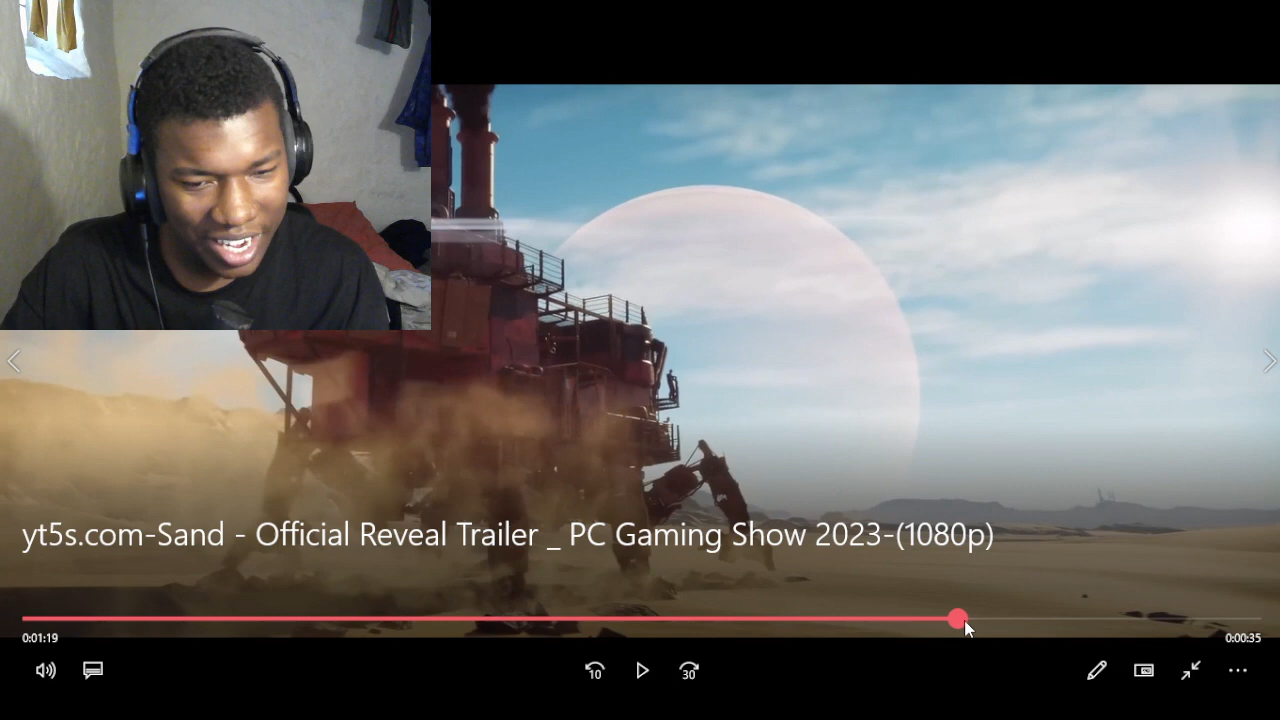 yt5s.com-Sand - Official Reveal Trailer _ PC Gaming Show 2023-(1080p)
0:01:19
0:00:35
10
30